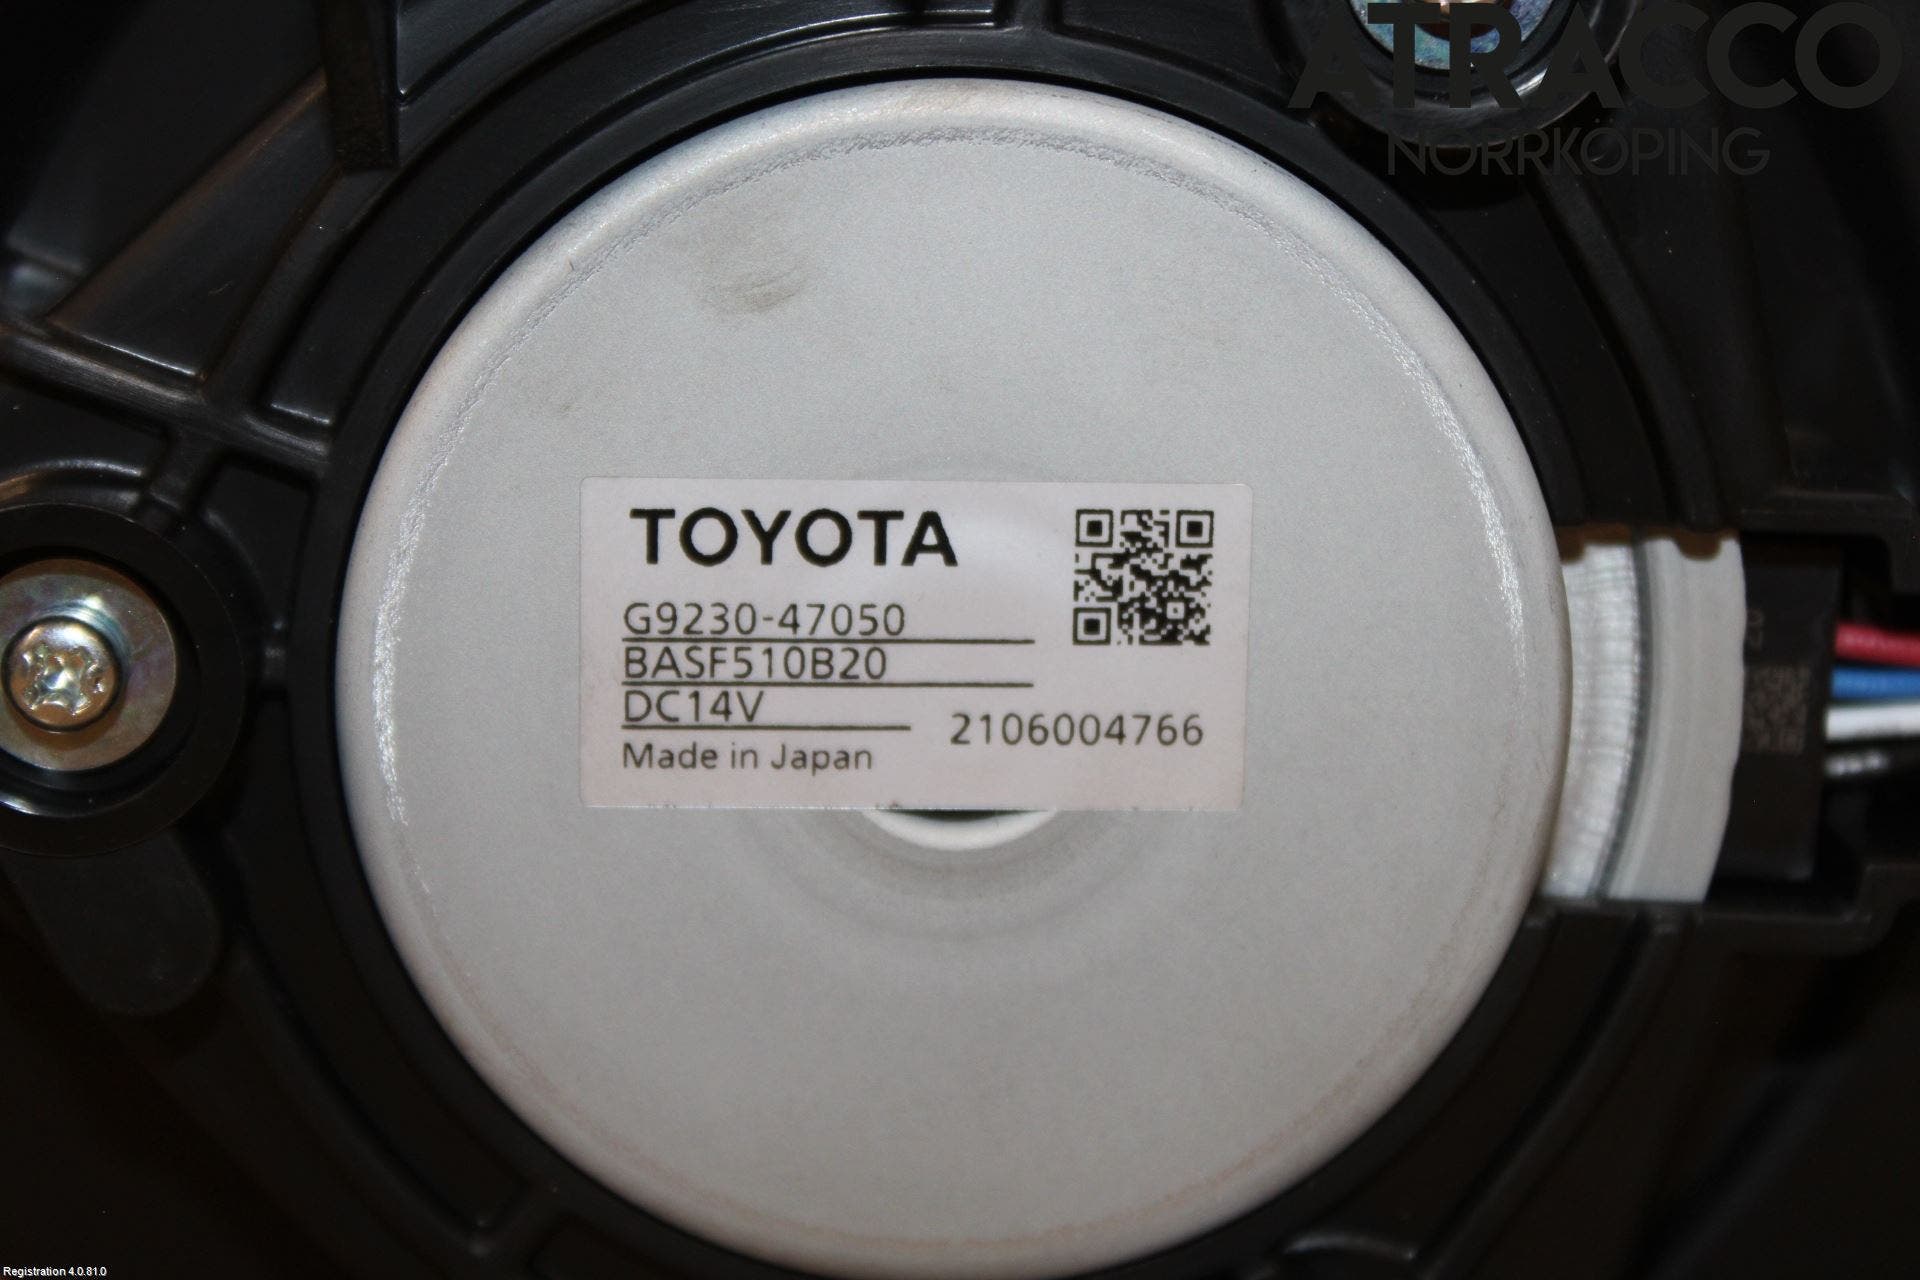 ATRACCO
NORRKÖPING
TOYOTA
G9230-47050
BASF510B20
DC14V
2106004766
Made in Japan
Registration 4.0.81.0